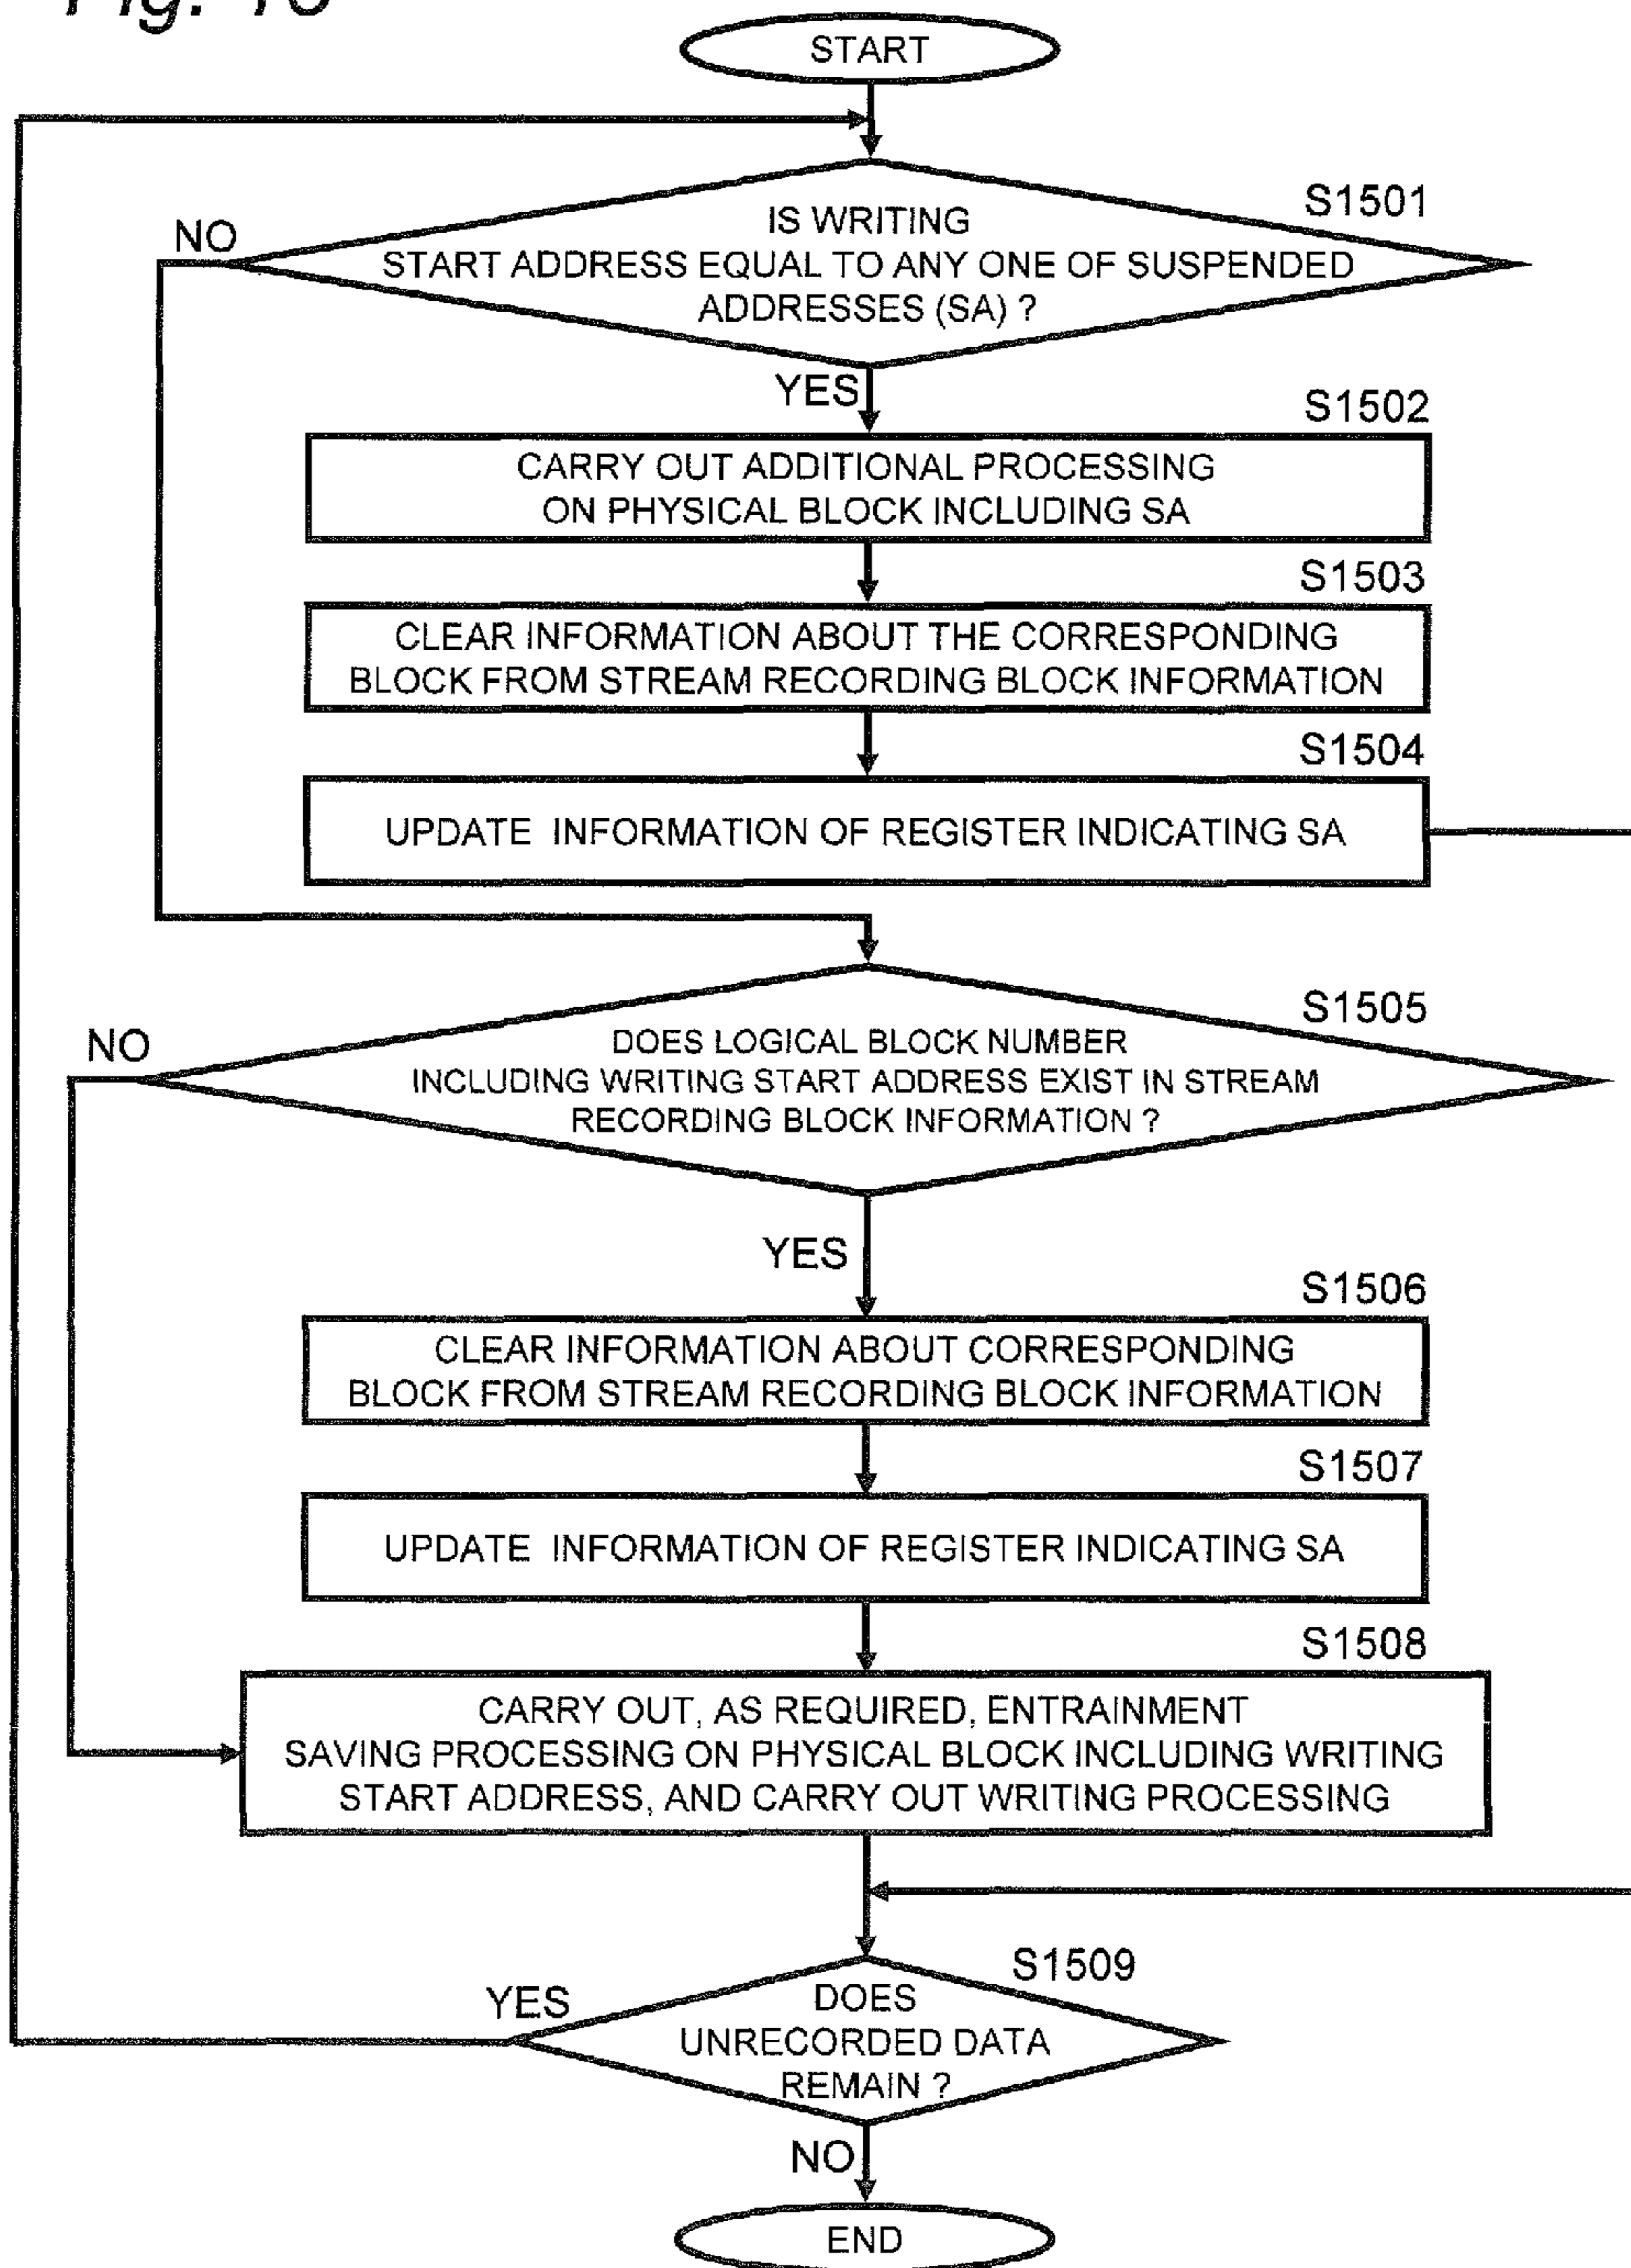 Fig. 15
START
S1501
NO
IS WRITING
START ADDRESS EQUAL TO ANY ONE OF SUSPENDED
ADDRESSES (SA) ?
YES
S1502
CARRY OUT ADDITIONAL PROCESSING
ON PHYSICAL BLOCK INCLUDING SA
S1503
CLEAR INFORMATION ABOUT THE CORRESPONDING
BLOCK FROM STREAM RECORDING BLOCK INFORMATION
S1504
UPDATE INFORMATION OF REGISTER INDICATING SA
S1505
NO
DOES LOGICAL BLOCK NUMBER
INCLUDING WRITING START ADDRESS EXIST IN STREAM
RECORDING BLOCK INFORMATION ?
YES
S1506
CLEAR INFORMATION ABOUT CORRESPONDING
BLOCK FROM STREAM RECORDING BLOCK INFORMATION
S1507
UPDATE INFORMATION OF REGISTER INDICATING SA
S1508
CARRY OUT, AS REQUIRED, ENTRAINMENT
SAVING PROCESSING ON PHYSICAL BLOCK INCLUDING WRITING
START ADDRESS, AND CARRY OUT WRITING PROCESSING
S1509
YES
DOES
UNRECORDED DATA
REMAIN ?
NO
END